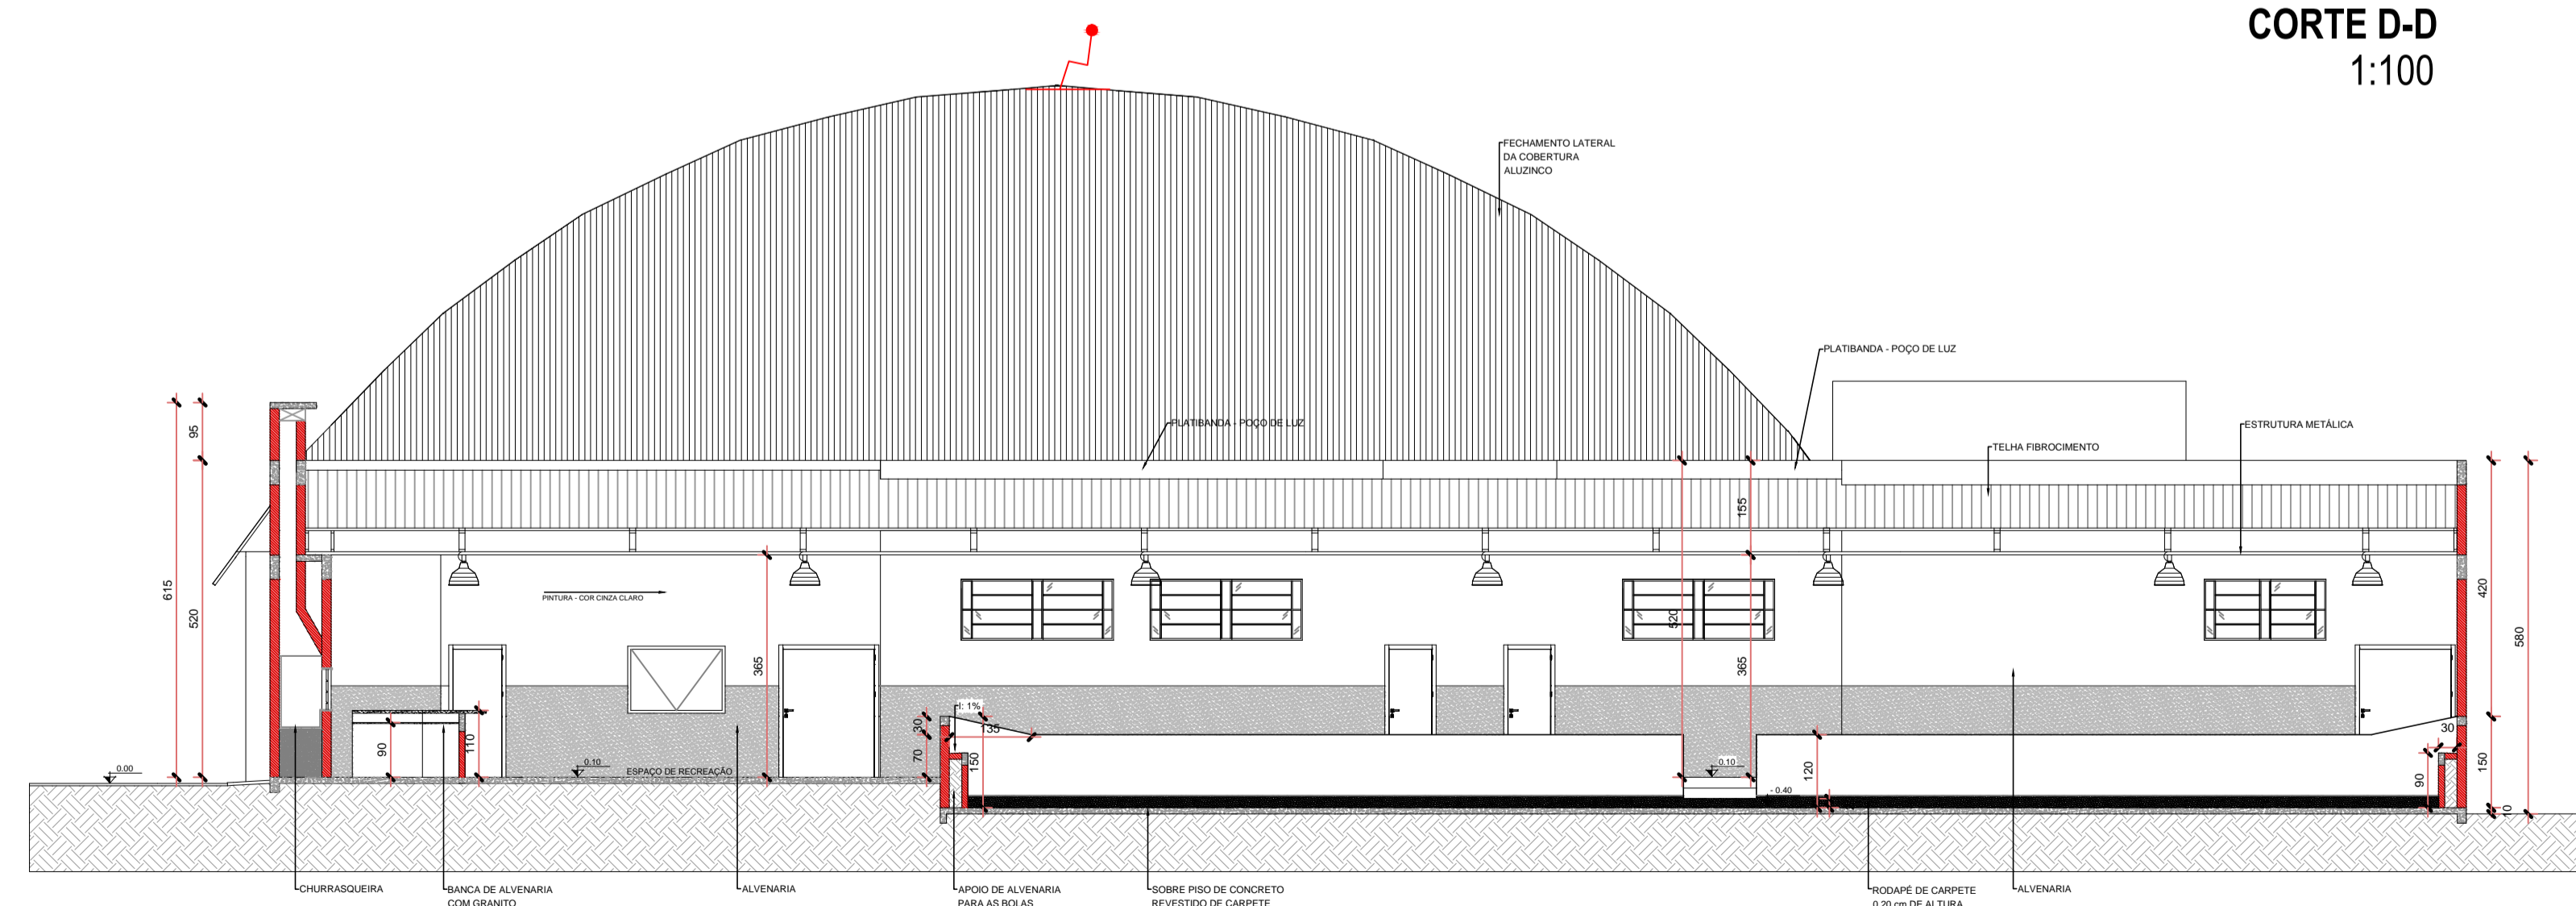 CORTE D-D
1:100
FECHAMENTO LATERAL
DA COBERTURA
ALUZINCO
PLATIBANDA - POÇO DE LUZ
PLATIBANDA - POÇO DE LUZ
ESTRUTURA METÁLICA
TELHA FIBROCIMENTO
95
615
520
155
520
365
420
580
PINTURA - COR CINZA CLARO
365
I: 1%
30
135
70
150
90
110
0.00
0.10
ESPAÇO DE RECREAÇÃO
0.10
- 0.40
120
30
90
150
10
CHURRASQUEIRA
BANCA DE ALVENARIA
COM GRANITO
ALVENARIA
APOIO DE ALVENARIA
PARA AS BOLAS
SOBRE PISO DE CONCRETO
REVESTIDO DE CARPETE
RODAPÉ DE CARPETE
0.20 cm DE ALTURA
ALVENARIA